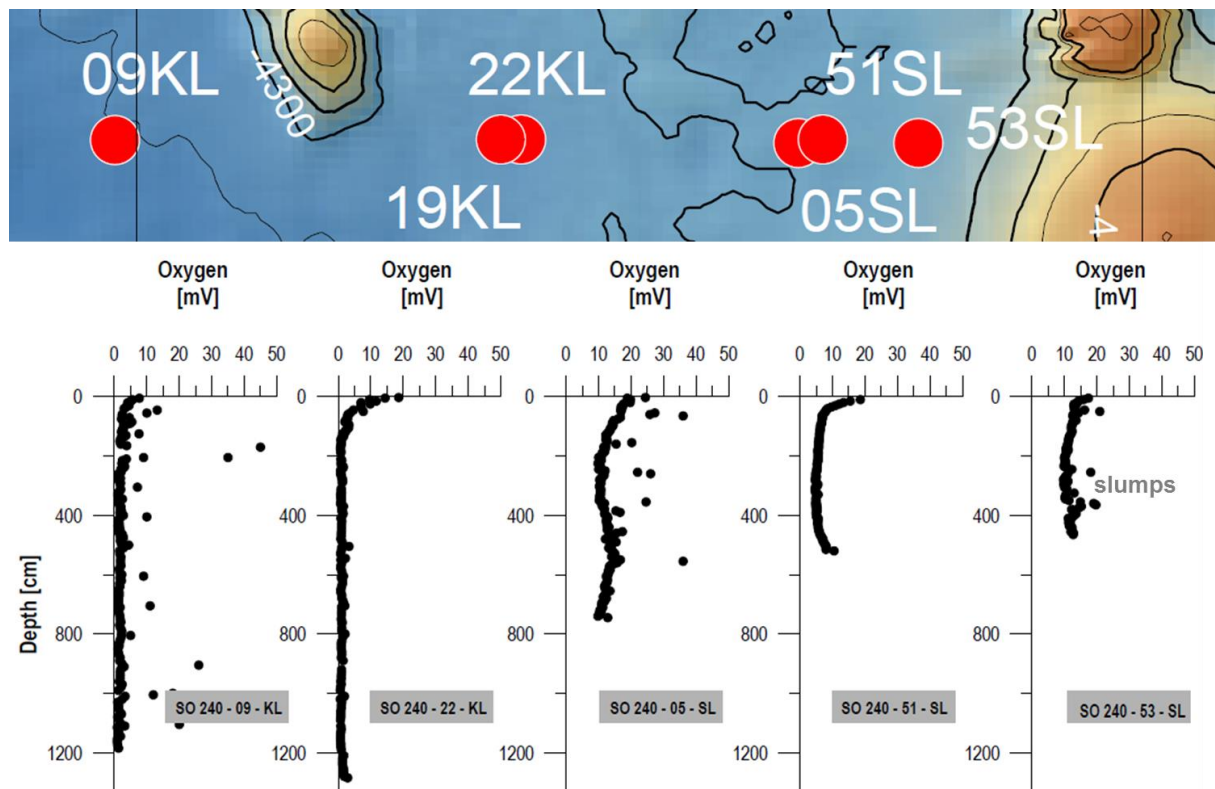 09KL
-4300
22KL
51SL
53SL
19KL
05SL
-4
Oxygen Oxygen Oxygen Oxygen Oxygen
[mV] [mV] [mV] [mV] [mV]
0 10 20 30 40 50 0 10 20 30 40 50 0 10 20 30 40 50 0 10 20 30 40 50 0 10 20 30 40 50
0 0 0 0 0
slumps
400 400 400 400 400
Depth [cm]
800 800 800 800 800
SO 240 - 09 - KL SO 240 - 22 - KL SO 240 - 05 - SL SO 240 - 51 - SL SO 240 - 53 - SL
1200 1200 1200 1200 1200